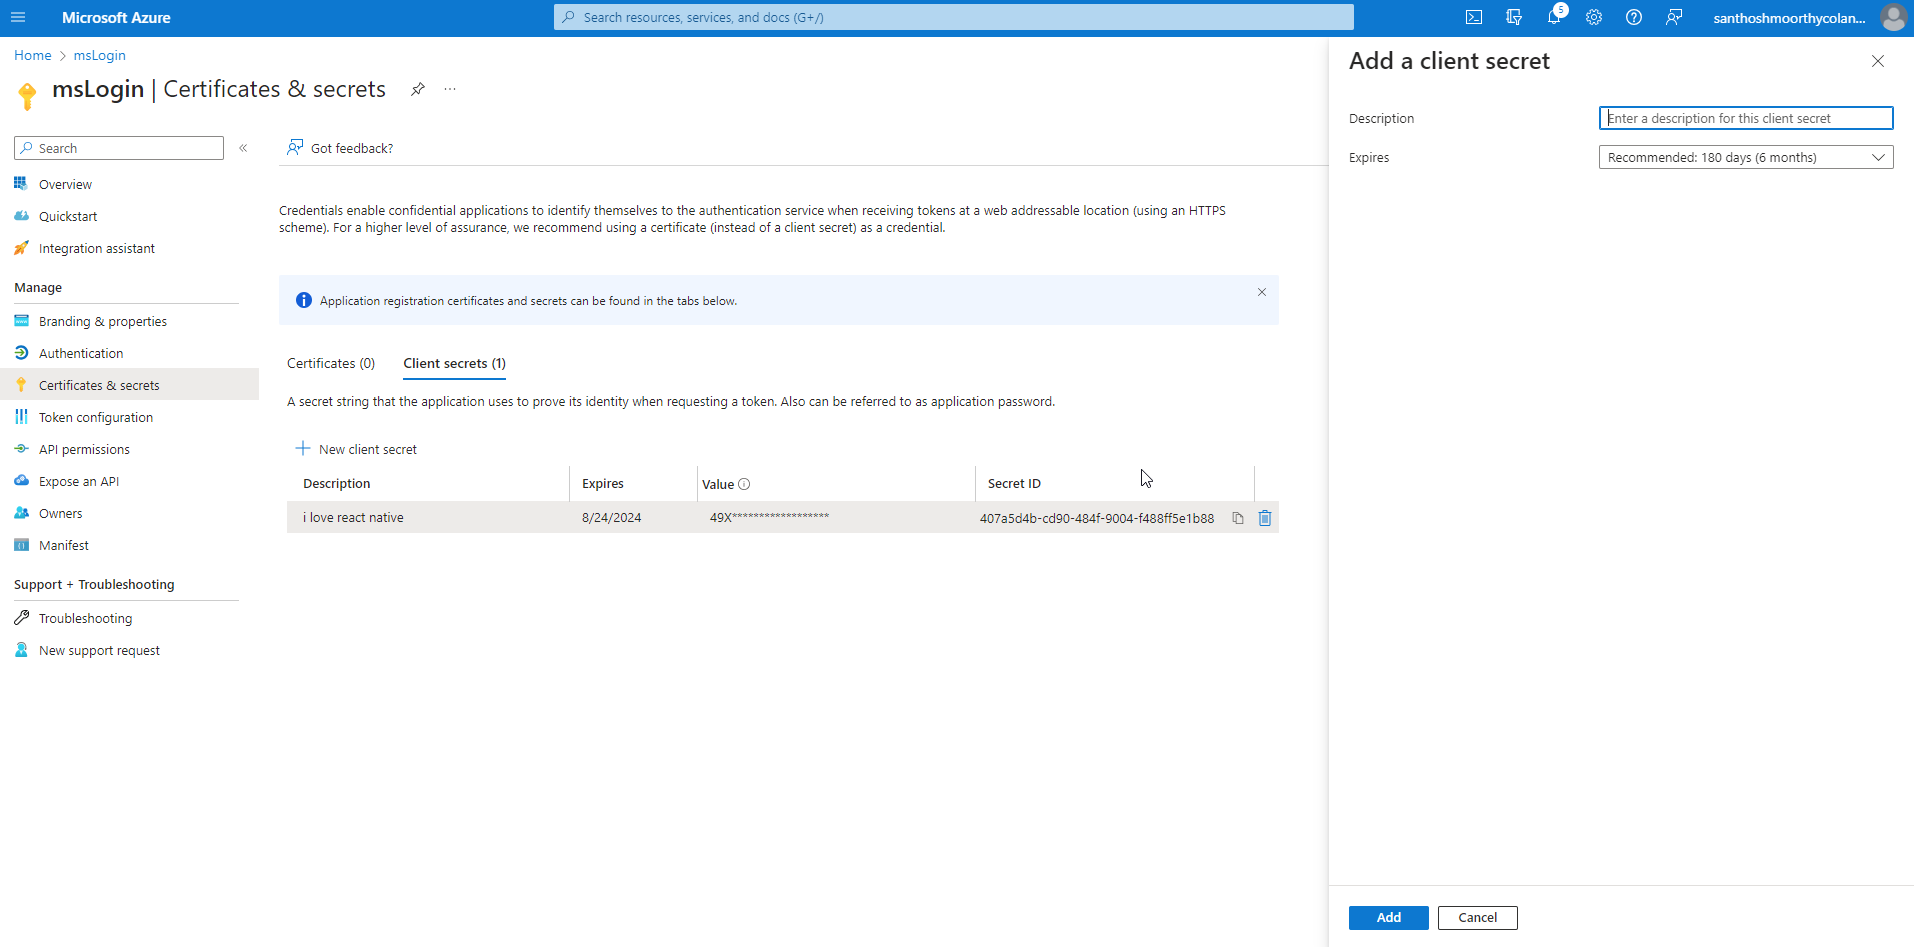 Microsoft Azure
Search resources, services, and docs (G+/)
5
santhoshmoorthycolan...
Home > msLogin
msLogin | Certificates & secrets
...
Search
«
Got feedback?
Overview
Quickstart
Integration assistant
Manage
Branding & properties
Authentication
Certificates & secrets
Token configuration
API permissions
Expose an API
Owners
Manifest
Support + Troubleshooting
Troubleshooting
New support request
Credentials enable confidential applications to identify themselves to the authentication service when receiving tokens at a web addressable location (using an HTTPS
scheme). For a higher level of assurance, we recommend using a certificate (instead of a client secret) as a credential.
Application registration certificates and secrets can be found in the tabs below.
Certificates (0) Client secrets (1)
A secret string that the application uses to prove its identity when requesting a token. Also can be referred to as application password.
New client secret
Description Expires Value Secret ID
i love react native 8/24/2024 49X****************** 407a5d4b-cd90-484f-9004-f488ff5e1b88
Add a client secret
Description Enter a description for this client secret
Expires Recommended: 180 days (6 months)
Add Cancel